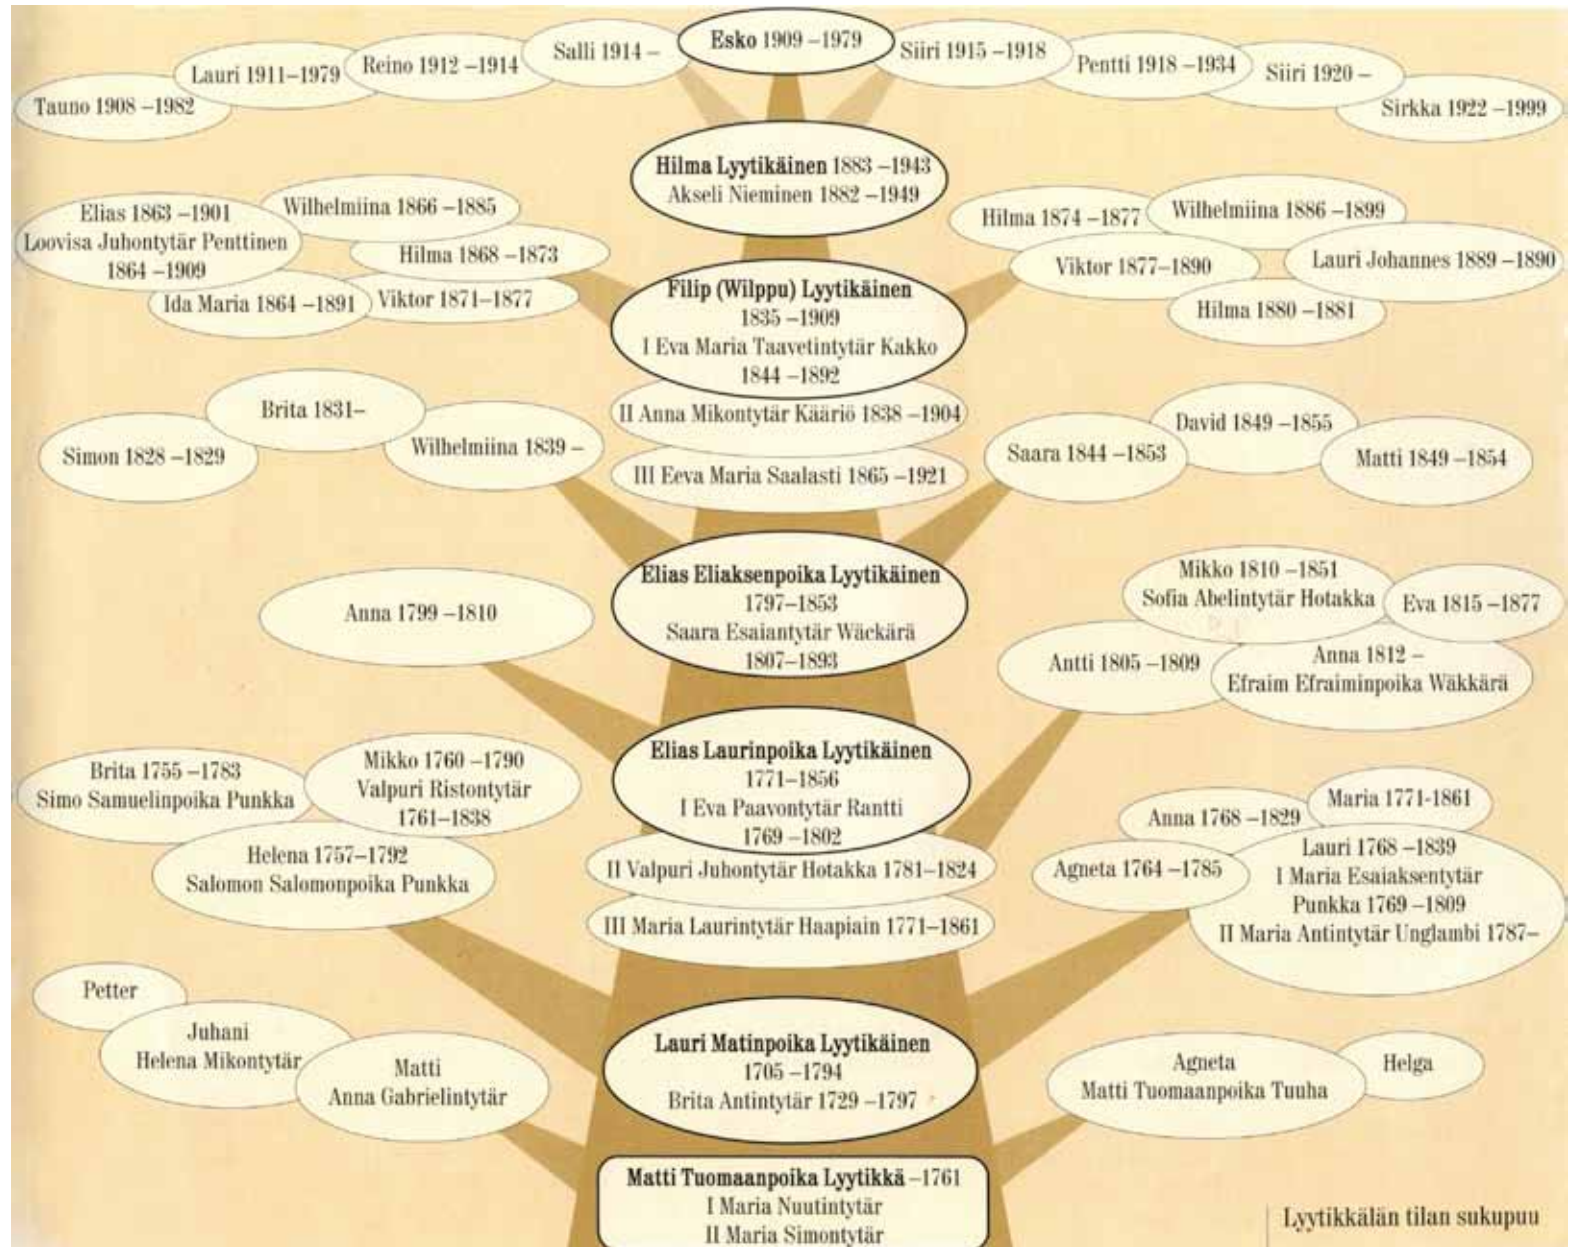 Tauno 1908 –1982
Lauri 1911–1979
Reino 1912 –1914
Salli 1914 –
Esko 1909 –1979
Siiri 1915 –1918
Pentti 1918 –1934
Siiri 1920 –
Sirkka 1922 –1999
Hilma Lyytikäinen 1883 –1943
Akseli Nieminen 1882 –1949
Elias 1863 –1901
Loovisa Juhontytär Penttinen
1864 –1909
Wilhelmiina 1866 –1885
Hilma 1868 –1873
Ida Maria 1864 –1891
Viktor 1871–1877
Filip (Wilppu) Lyytikäinen
1835 –1909
I Eva Maria Taavetintytär Kakko
1844 –1892
II Anna Mikontytär Kääriö 1838 –1904
III Eeva Maria Saalasti 1865 –1921
Hilma 1874 –1877
Wilhelmiina 1886 –1899
Viktor 1877–1890
Lauri Johannes 1889 –1890
Hilma 1880 –1881
Simon 1828 –1829
Brita 1831–
Wilhelmiina 1839 –
Saara 1844 –1853
David 1849 –1855
Matti 1849 –1854
Elias Eliaksenpoika Lyytikäinen
1797–1853
Saara Esaiantytär Wäckärä
1807–1893
Anna 1799 –1810
Mikko 1810 –1851
Sofia Abelintytär Hotakka
Eva 1815 –1877
Antti 1805 –1809
Anna 1812 –
Efraim Efraiminpoika Wäkkärä
Elias Laurinpoika Lyytikäinen
1771–1856
I Eva Paavontytär Rantti
1769 –1802
II Valpuri Juhontytär Hotakka 1781–1824
III Maria Laurintytär Haapiain 1771–1861
Brita 1755 –1783
Simo Samuelinpoika Punkka
Mikko 1760 –1790
Valpuri Ristontytär
1761–1838
Helena 1757–1792
Salomon Salomonpoika Punkka
Anna 1768 –1829
Maria 1771-1861
Agneta 1764 –1785
Lauri 1768 –1839
I Maria Esaiaksentytär
Punkka 1769 –1809
II Maria Antintytär Unglambi 1787–
Lauri Matinpoika Lyytikäinen
1705 –1794
Brita Antintytär 1729 –1797
Petter
Juhani
Helena Mikontytär
Matti
Anna Gabrielintytär
Agneta
Matti Tuomaanpoika Tuuha
Helga
Matti Tuomaanpoika Lyytikkä –1761
I Maria Nuutintytär
II Maria Simontytär
Lyytikkälän tilan sukupuu